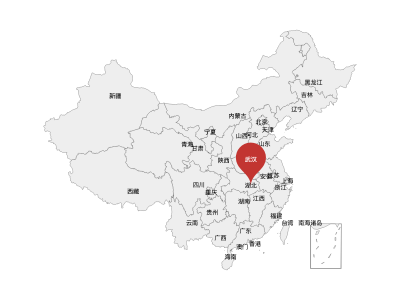 黑龙江
吉林
新疆
辽宁
内蒙古
北京
天津
宁夏
山西
河北
山东
青海
甘肃
陕西
武汉
西藏
四川
重庆
湖北
安徽
江苏
上海
浙江
湖南
江西
贵州
云南
福建
台湾
南海诸岛
广西
广东
香港
澳门
海南